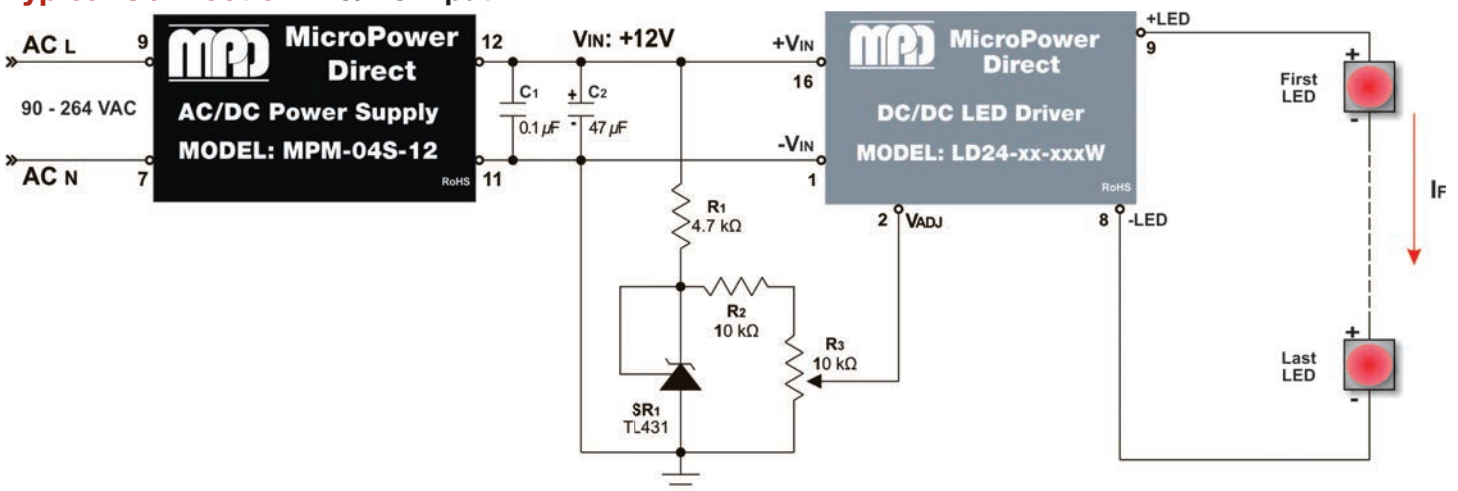 AC L
9
MPD
MicroPower
Direct
AC/DC Power Supply
MODEL: MPM-04S-12
RoHS
90 - 264 VAC
AC N
7
12
11
VIN: +12V
C1
0.1 µF
+ C2
- 47 µF
+VIN
16
-VIN
1
MPD
MicroPower
Direct
DC/DC LED Driver
MODEL: LD24-xx-xxxW
RoHS
+LED
9
2 VADJ
8 -LED
R1
4.7 kΩ
R2
10 kΩ
R3
10 kΩ
SR1
TL431
+
First
LED
-
IF
+
Last
LED
-